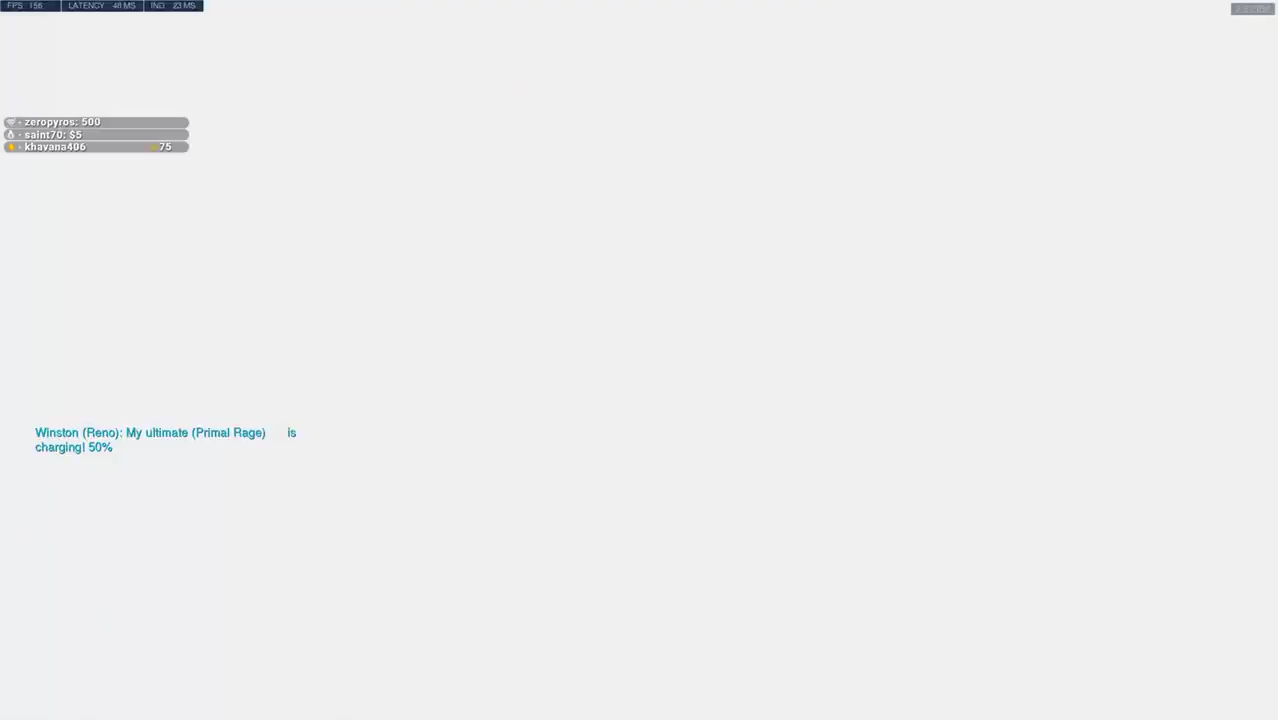 FPS: 156 LATENCY: 48 MS IND: 23 MS
- zeropyros: 500
- saint70: $5
- khayana406 75
Winston (Reno): My ultimate (Primal Rage) is
charging! 50%